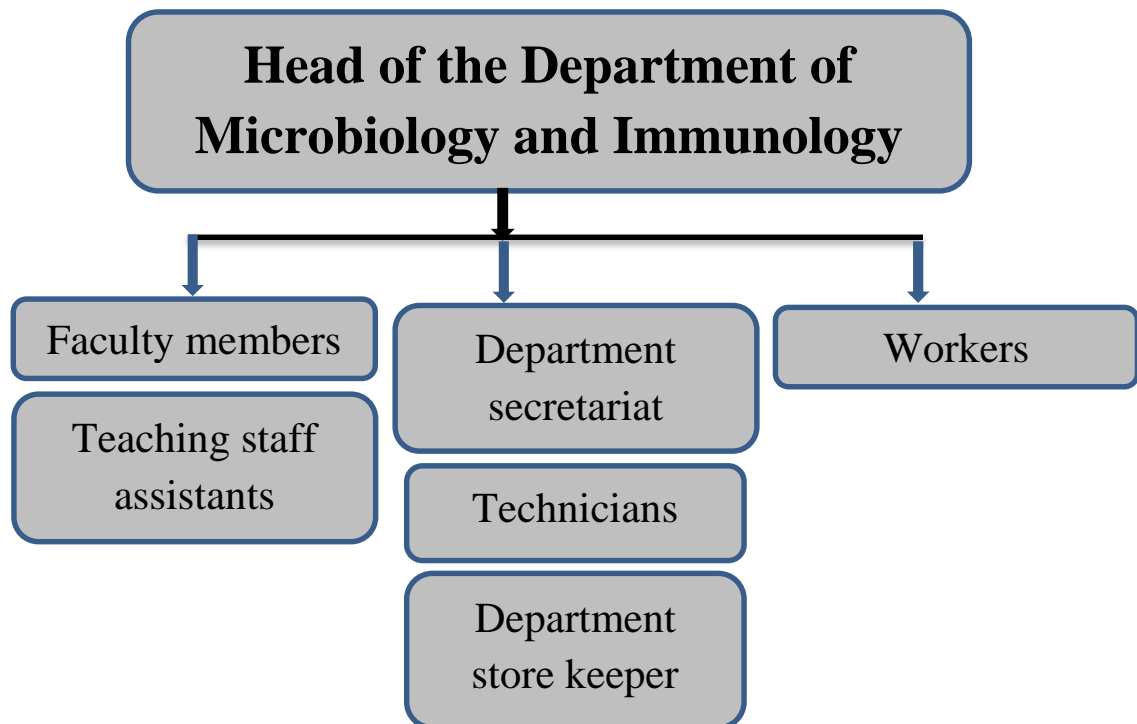 Head of the Department of
Microbiology and Immunology
Faculty members
Teaching staff
assistants
Department
secretariat
Technicians
Department
store keeper
Workers